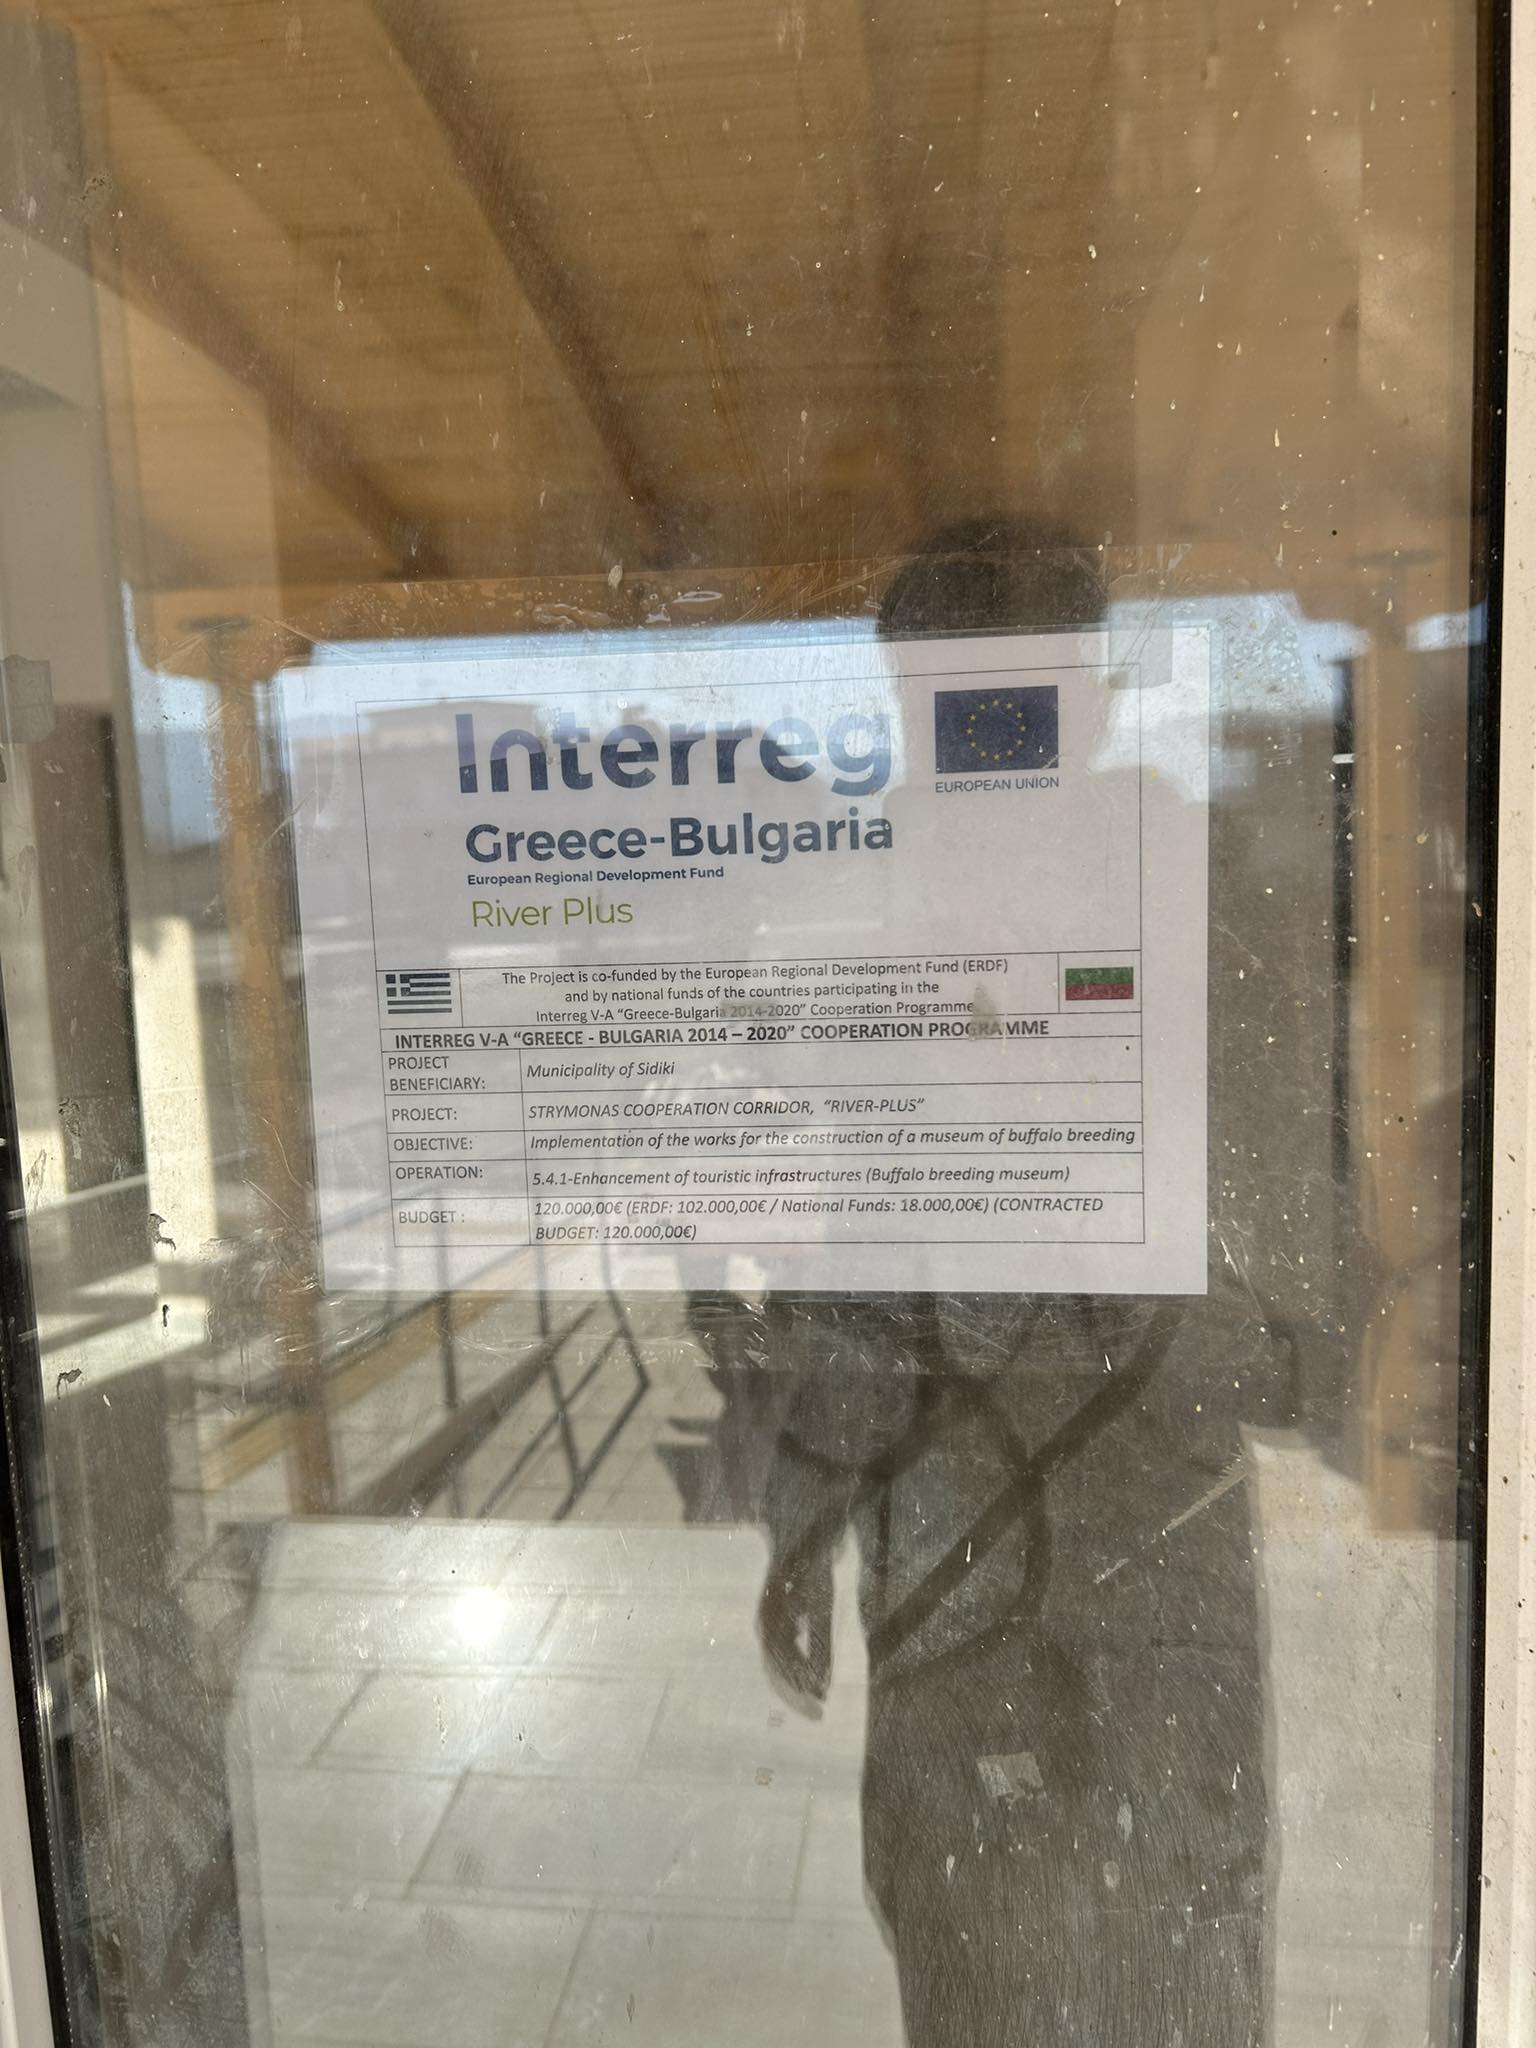 Interreg
EUROPEAN UNION
Greece-Bulgaria
European Regional Development Fund
River Plus
The Project is co-funded by the European Regional Development Fund (ERDF)
and by national funds of the countries participating in the
Interreg V-A “Greece-Bulgaria 2014-2020” Cooperation Programme
INTERREG V-A “GREECE - BULGARIA 2014 – 2020” COOPERATION PROGRAMME
PROJECT
BENEFICIARY:
Municipality of Sidiki
PROJECT:
STRYMONAS COOPERATION CORRIDOR, “RIVER-PLUS”
OBJECTIVE:
Implementation of the works for the construction of a museum of buffalo breeding
OPERATION:
5.4.1-Enhancement of touristic infrastructures (Buffalo breeding museum)
BUDGET :
120.000,00€ (ERDF: 102.000,00€ / National Funds: 18.000,00€) (CONTRACTED
BUDGET: 120.000,00€)